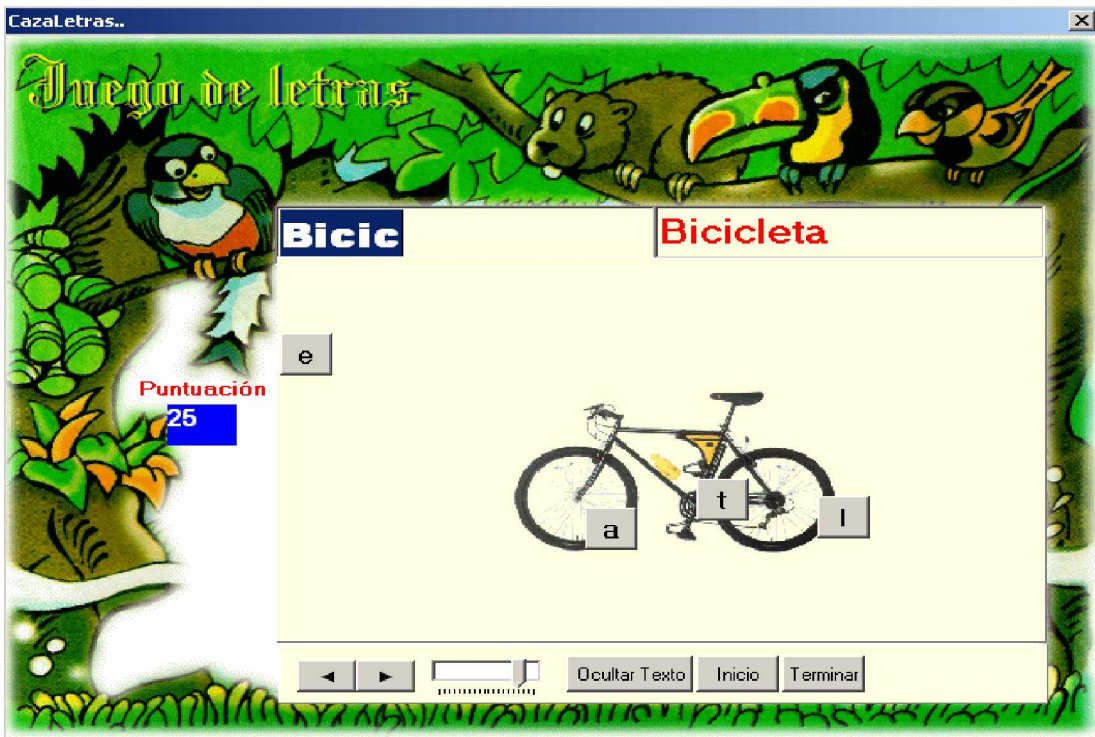 CazaLetras..
Juego de letras
Bicic
Bicicleta
e
Puntuación
25
t
l
a
Ocultar Texto Inicio Terminar